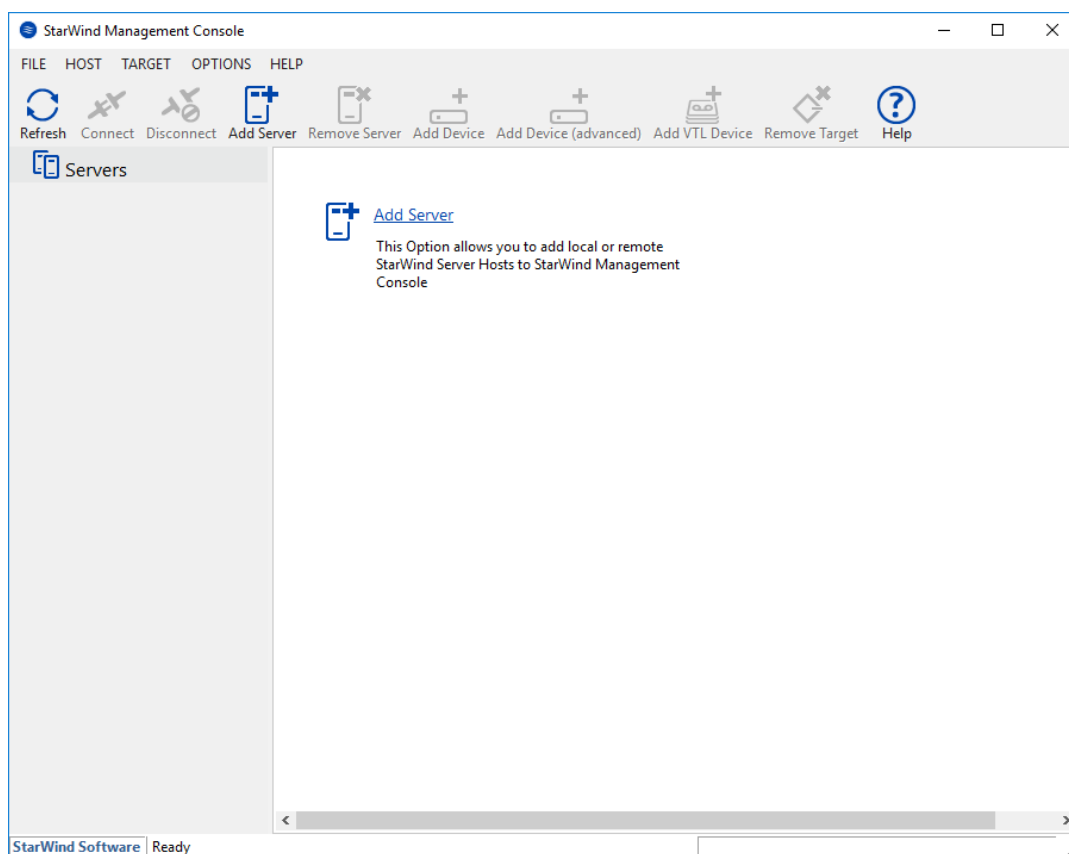 StarWind Management Console
FILE HOST TARGET OPTIONS HELP
Refresh Connect Disconnect Add Server Remove Server Add Device Add Device (advanced) Add VTL Device Remove Target Help
Servers
Add Server
This Option allows you to add local or remote
StarWind Server Hosts to StarWind Management
Console
StarWind Software Ready